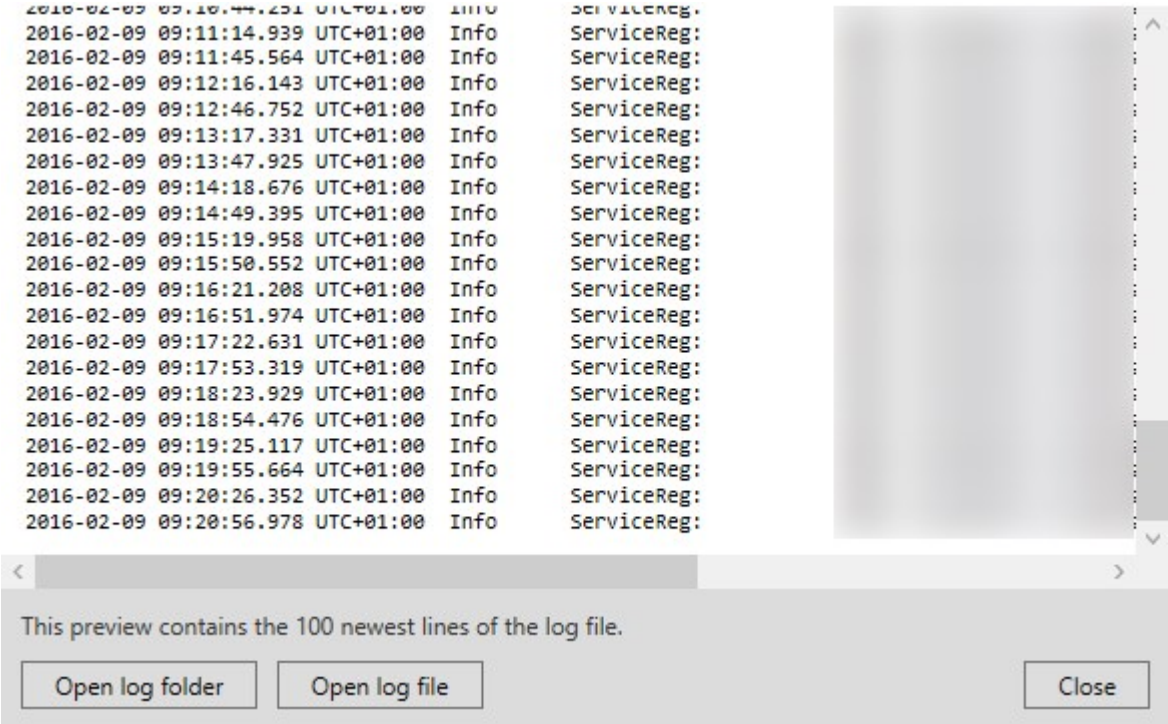 2016-02-09 09:10:44.251 UTC+01:00 Info ServiceReg:
2016-02-09 09:11:14.939 UTC+01:00 Info ServiceReg:
2016-02-09 09:11:45.564 UTC+01:00 Info ServiceReg:
2016-02-09 09:12:16.143 UTC+01:00 Info ServiceReg:
2016-02-09 09:12:46.752 UTC+01:00 Info ServiceReg:
2016-02-09 09:13:17.331 UTC+01:00 Info ServiceReg:
2016-02-09 09:13:47.925 UTC+01:00 Info ServiceReg:
2016-02-09 09:14:18.676 UTC+01:00 Info ServiceReg:
2016-02-09 09:14:49.395 UTC+01:00 Info ServiceReg:
2016-02-09 09:15:19.958 UTC+01:00 Info ServiceReg:
2016-02-09 09:15:50.552 UTC+01:00 Info ServiceReg:
2016-02-09 09:16:21.208 UTC+01:00 Info ServiceReg:
2016-02-09 09:16:51.974 UTC+01:00 Info ServiceReg:
2016-02-09 09:17:22.631 UTC+01:00 Info ServiceReg:
2016-02-09 09:17:53.319 UTC+01:00 Info ServiceReg:
2016-02-09 09:18:23.929 UTC+01:00 Info ServiceReg:
2016-02-09 09:18:54.476 UTC+01:00 Info ServiceReg:
2016-02-09 09:19:25.117 UTC+01:00 Info ServiceReg:
2016-02-09 09:19:55.664 UTC+01:00 Info ServiceReg:
2016-02-09 09:20:26.352 UTC+01:00 Info ServiceReg:
2016-02-09 09:20:56.978 UTC+01:00 Info ServiceReg:
This preview contains the 100 newest lines of the log file.
Open log folder
Open log file
Close